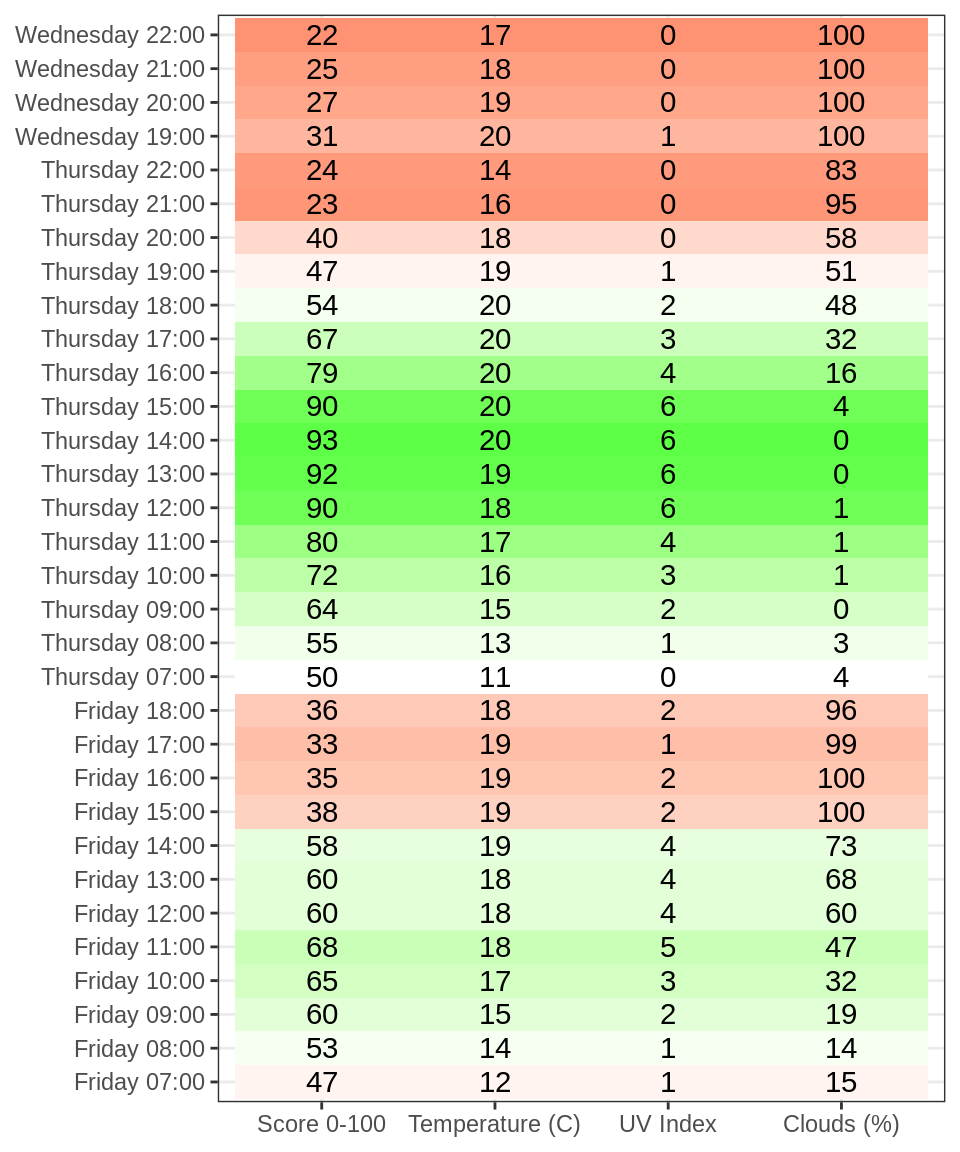 Wednesday 22:00 22 17 0 100
Wednesday 21:00 25 18 0 100
Wednesday 20:00 27 19 0 100
Wednesday 19:00 31 20 1 100
Thursday 22:00 24 14 0 83
Thursday 21:00 23 16 0 95
Thursday 20:00 40 18 0 58
Thursday 19:00 47 19 1 51
Thursday 18:00 54 20 2 48
Thursday 17:00 67 20 3 32
Thursday 16:00 79 20 4 16
Thursday 15:00 90 20 6 4
Thursday 14:00 93 20 6 0
Thursday 13:00 92 19 6 0
Thursday 12:00 90 18 6 1
Thursday 11:00 80 17 4 1
Thursday 10:00 72 16 3 1
Thursday 09:00 64 15 2 0
Thursday 08:00 55 13 1 3
Thursday 07:00 50 11 0 4
Friday 18:00 36 18 2 96
Friday 17:00 33 19 1 99
Friday 16:00 35 19 2 100
Friday 15:00 38 19 2 100
Friday 14:00 58 19 4 73
Friday 13:00 60 18 4 68
Friday 12:00 60 18 4 60
Friday 11:00 68 18 5 47
Friday 10:00 65 17 3 32
Friday 09:00 60 15 2 19
Friday 08:00 53 14 1 14
Friday 07:00 47 12 1 15
Score 0-100 Temperature (C) UV Index Clouds (%)